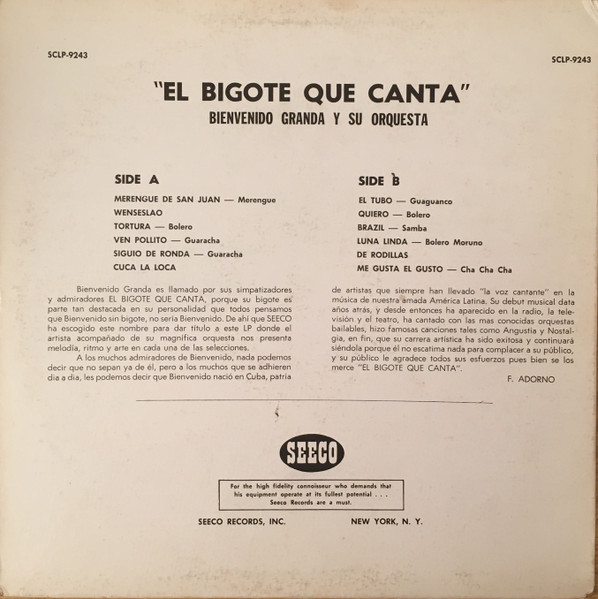 SCLP-9243
SCLP-9243
"EL BIGOTE QUE CANTA"
BIENVENIDO GRANDA Y SU ORQUESTA
SIDE A
MERENGUE DE SAN JUAN — Merengue
WENSESLAO
TORTURA — Bolero
VEN POLLITO — Guaracha
SIGUIO DE RONDA — Guaracha
CUCA LA LOCA
SIDE B
EL TUBO — Guaguanco
QUIERO — Bolero
BRAZIL — Samba
LUNA LINDA — Bolero Moruno
DE RODILLAS
ME GUSTA EL GUSTO — Cha Cha Cha
Bienvenido Granda es llamado por sus simpatizadores
y admiradores EL BIGOTE QUE CANTA, porque su bigote es
parte tan destacada en su personalidad que todos pensamos
que Bienvenido sin bigote, no sería Bienvenido. De ahí que SEECO
ha escogido este nombre para dar título a este LP donde el
artista acompañado de su magnífica orquesta nos presenta
melodía, ritmo y arte en cada una de las selecciones.
A los muchos admiradores de Bienvenido, nada podemos
decir que no sepan ya de él, pero a los muchos que se adhieren
día a día, les podemos decir que Bienvenido nació en Cuba, patria
de artistas que siempre han llevado "la voz cantante" en la
música de nuestra amada América Latina. Su debut musical data
años atrás, y desde entonces ha aparecido en la radio, la tele-
visión y el teatro, ha cantado con las mas conocidas orquestas
bailables, hizo famosas canciones tales como Angustia y Nostal-
gia, en fin, que su carrera artística ha sido exitosa y continuará
siéndola porque él no escatima nada para complacer a su público,
y su público le agradece todos sus esfuerzos pues bien se los
merce "EL BIGOTE QUE CANTA".
F. ADORNO
SEECO
For the high fidelity connoisseur who demands that
his equipment operate at its fullest potential . . .
Seeco Records are a must.
SEECO RECORDS, INC. NEW YORK, N. Y.